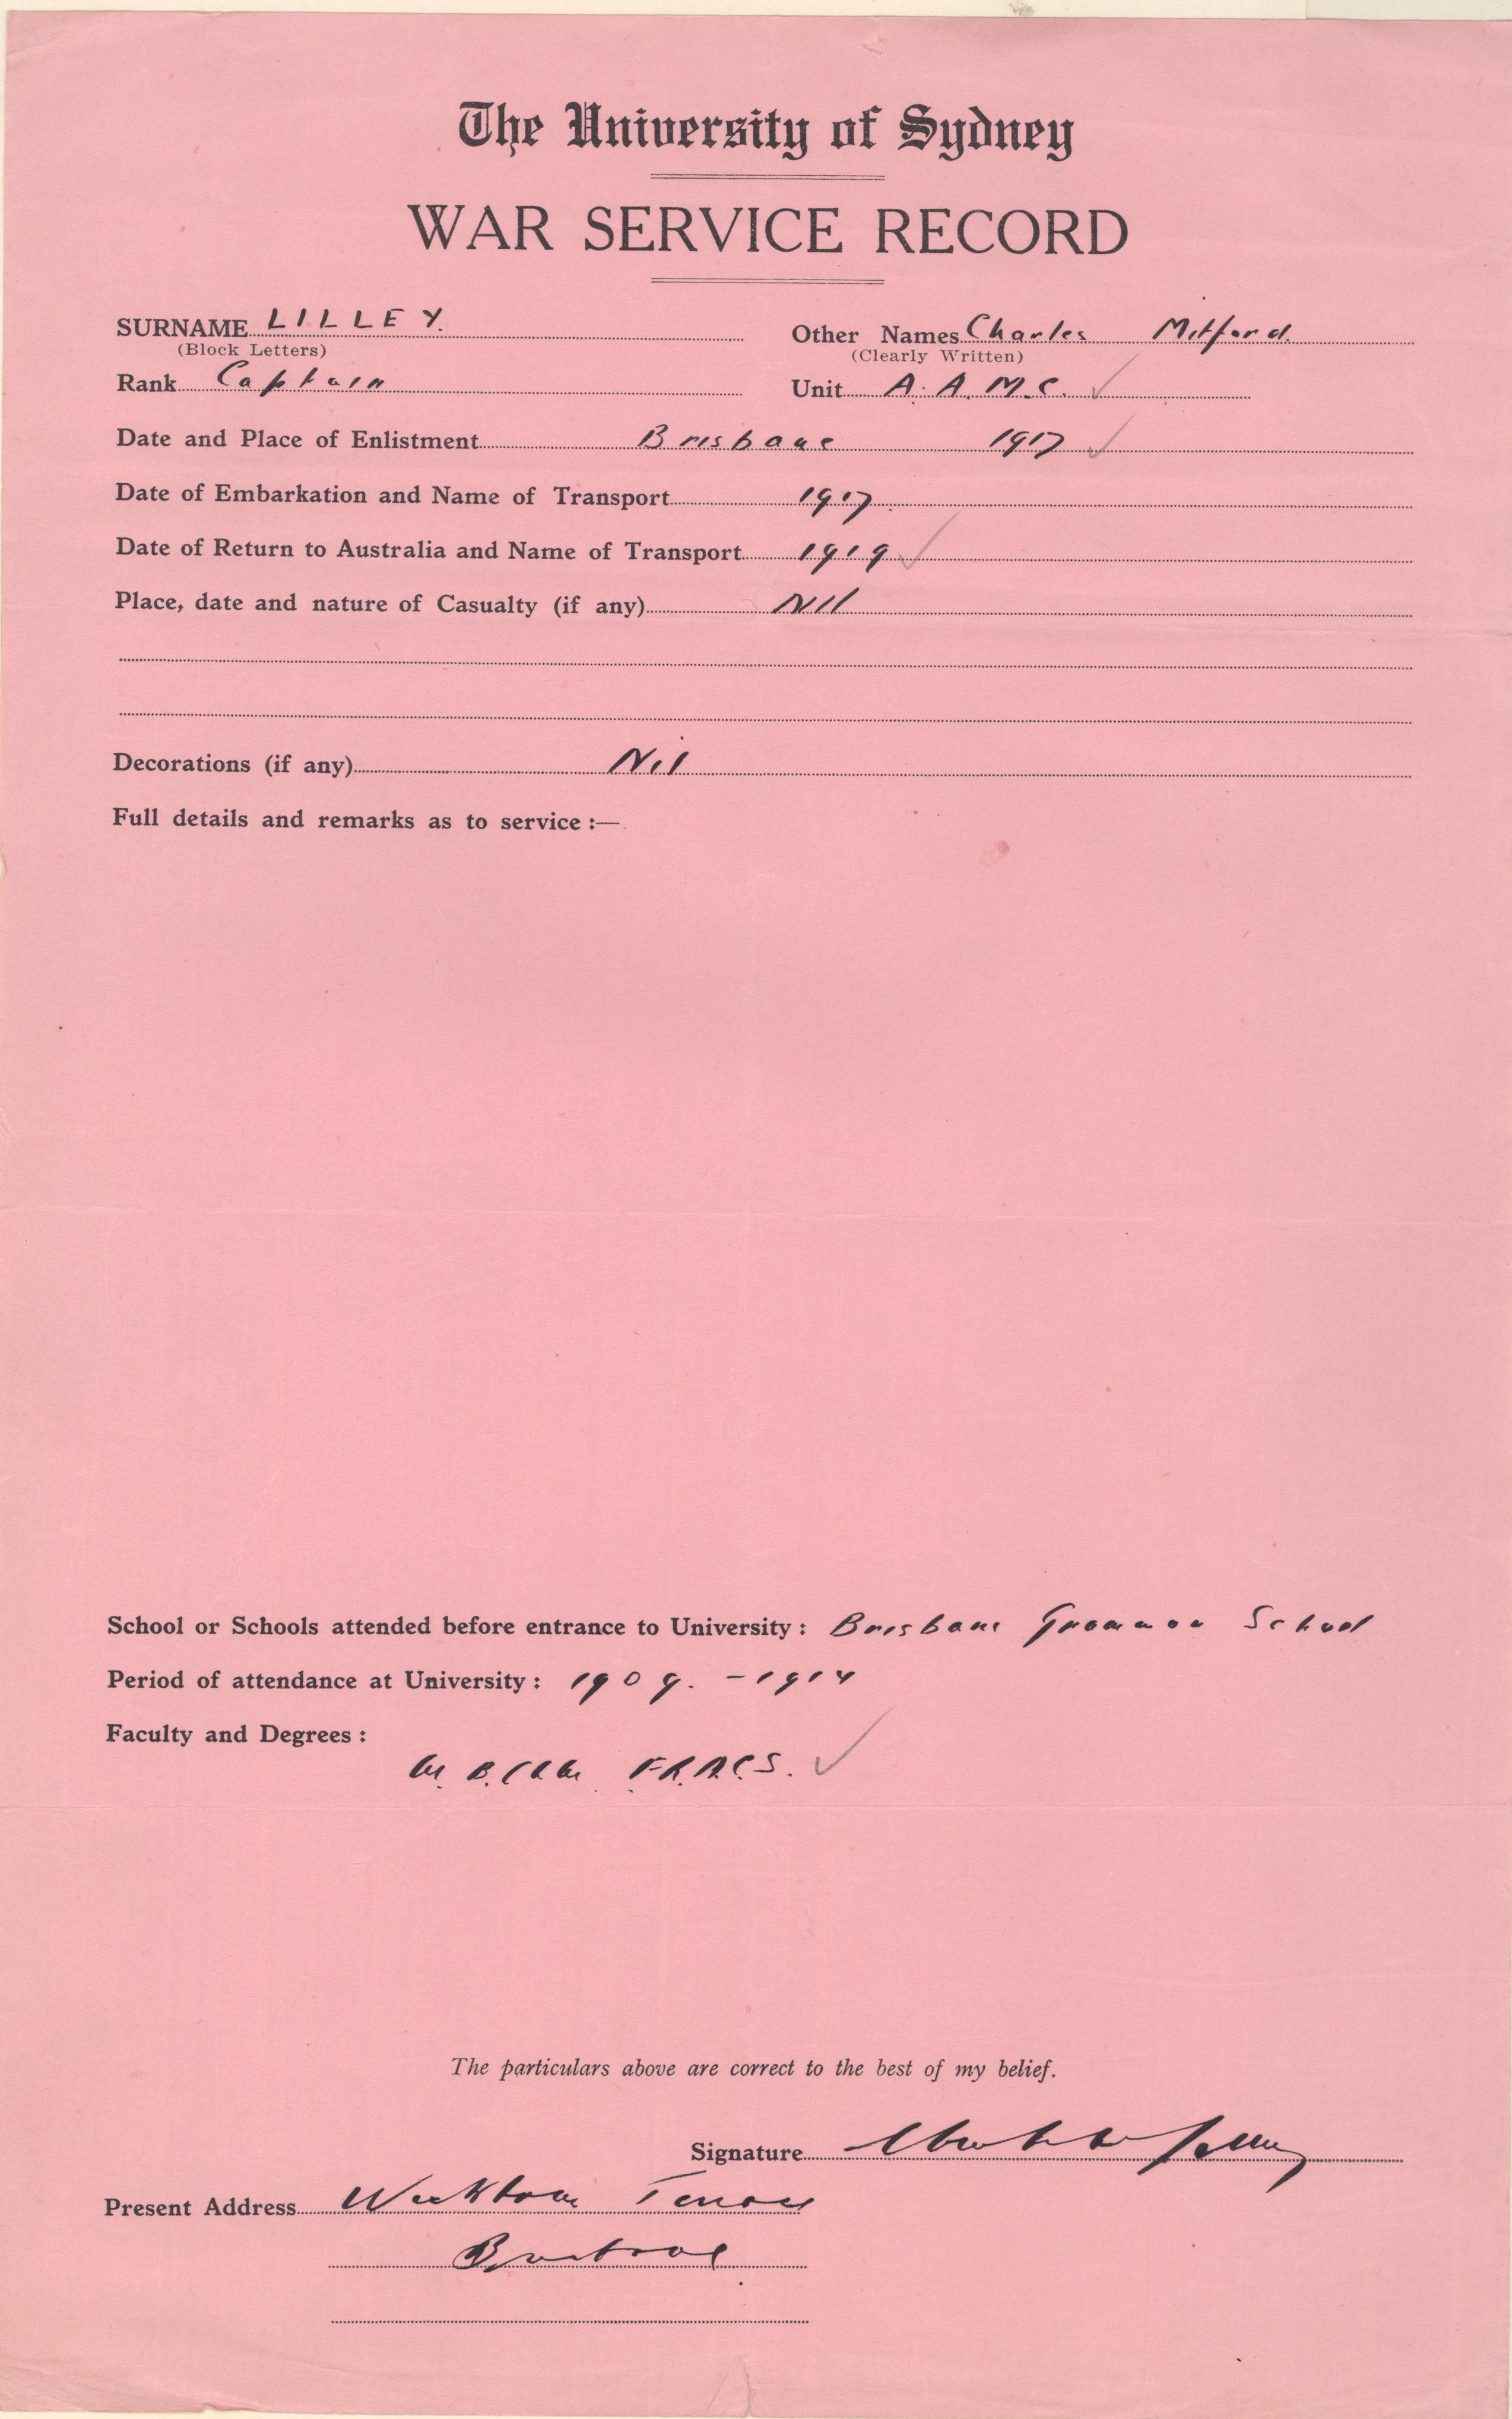 The University of Sydney
WAR SERVICE RECORD
SURNAME LILLEY. Other Names Charles Mitford.
(Block Letters) (Clearly Written)
Rank Captain Unit A. A. M. C. ✓
Date and Place of Enlistment Brisbane 1917 ✓
Date of Embarkation and Name of Transport 1917.
Date of Return to Australia and Name of Transport 1919 ✓
Place, date and nature of Casualty (if any) Nil
Decorations (if any) Nil
Full details and remarks as to service :—
School or Schools attended before entrance to University : Brisbane Grammar School
Period of attendance at University : 1909. - 1914
Faculty and Degrees :
M. B. Ch M F.R.A.C.S. ✓
The particulars above are correct to the best of my belief.
Signature Lilley
Present Address Wickham Terrace
Brisbane